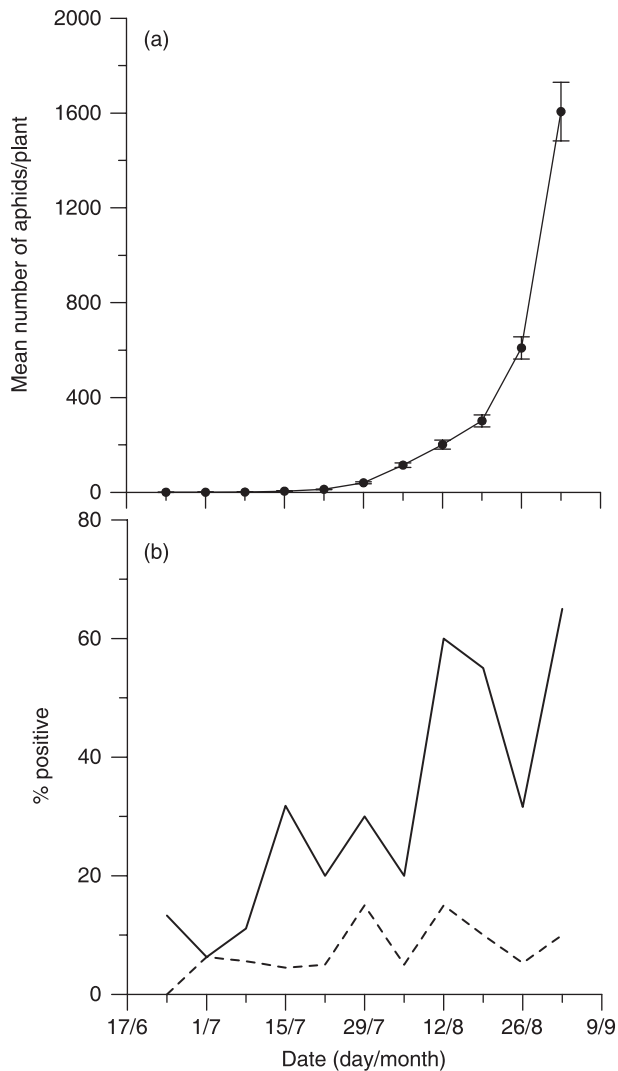 2000
(a)
1600
1200
800
400
0
Mean number of aphids/plant
80
(b)
60
40
20
0
% positive
17/6 1/7 15/7 29/7 12/8 26/8 9/9
Date (day/month)